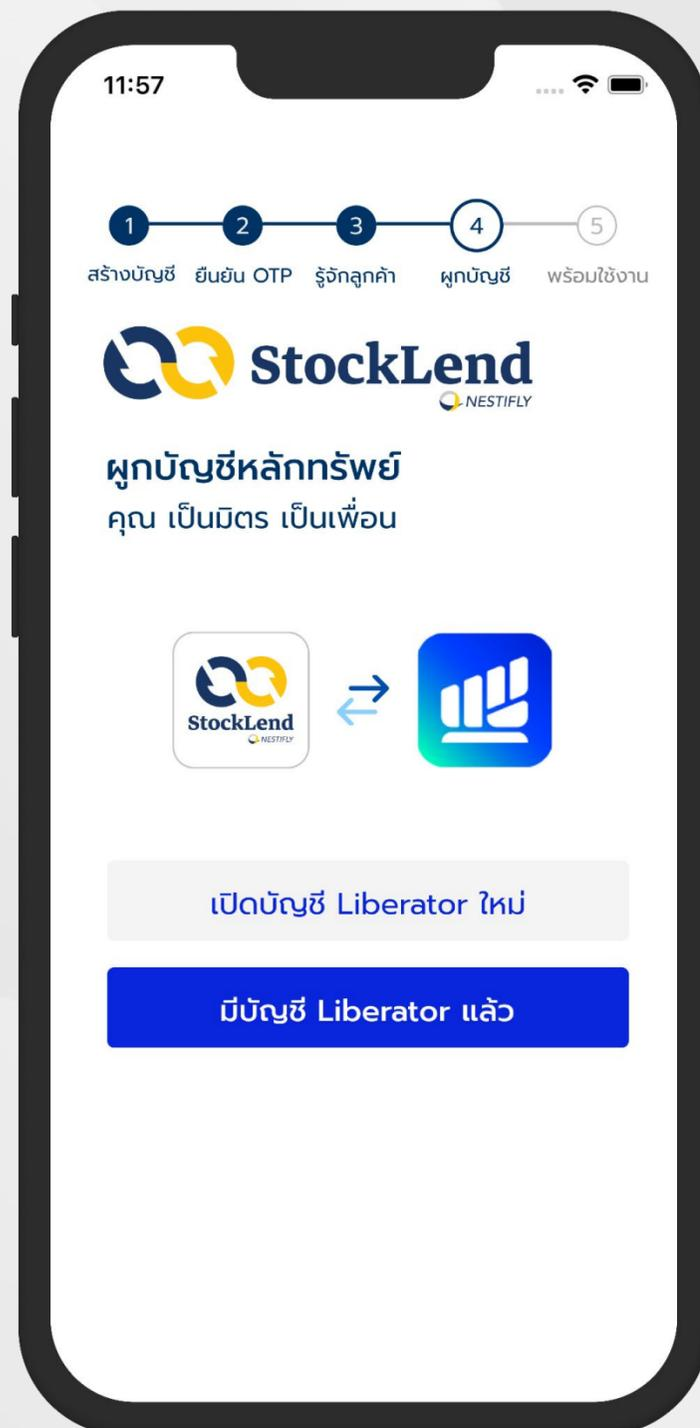 11:57
1 2 3 4 5
สร้างบัญชี ยืนยัน OTP รู้จักลูกค้า ผูกบัญชี พร้อมใช้งาน
StockLend
NESTIFLY
ผูกบัญชีหลักทรัพย์
คุณ เป็นมิตร เป็นเพื่อน
StockLend
NESTIFLY
เปิดบัญชี Liberator ใหม่
มีบัญชี Liberator แล้ว